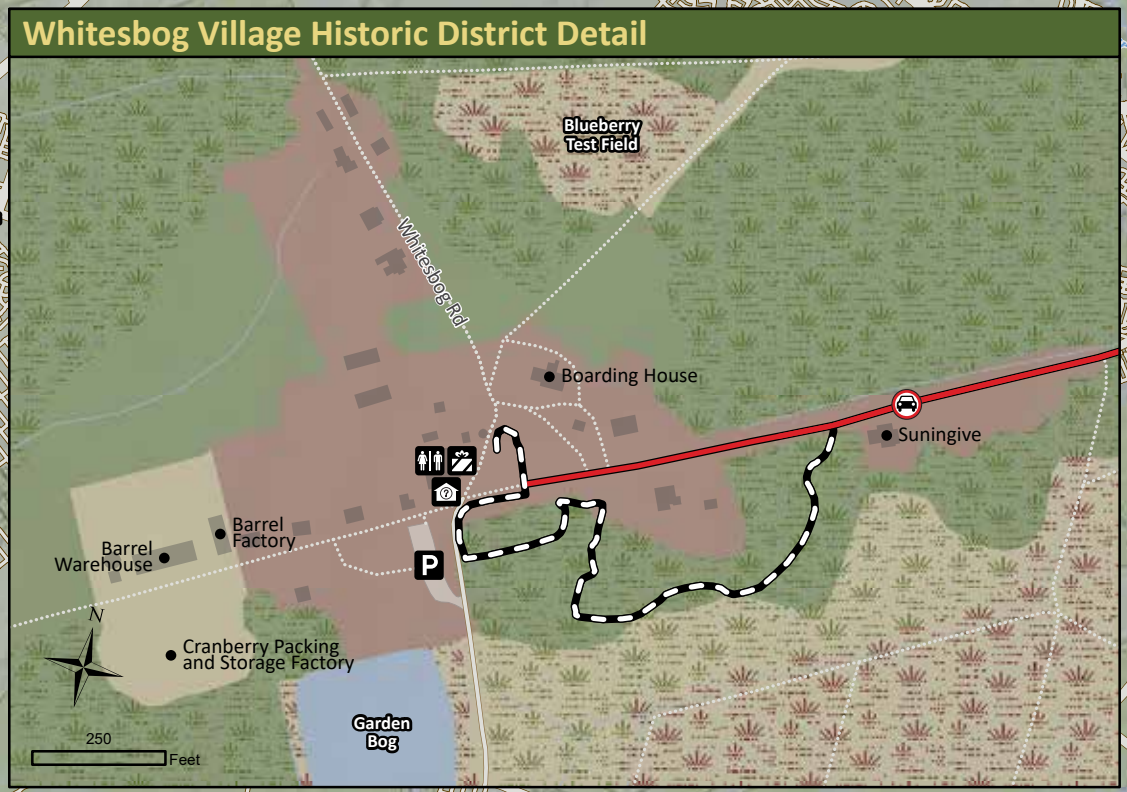 Whitesbog Village Historic District Detail
Blueberry
Test Field
Whitesbog Rd
Boarding House
Suningive
Barrel
Factory
Barrel
Warehouse
P
N
Cranberry Packing
and Storage Factory
Garden
Bog
250
Feet